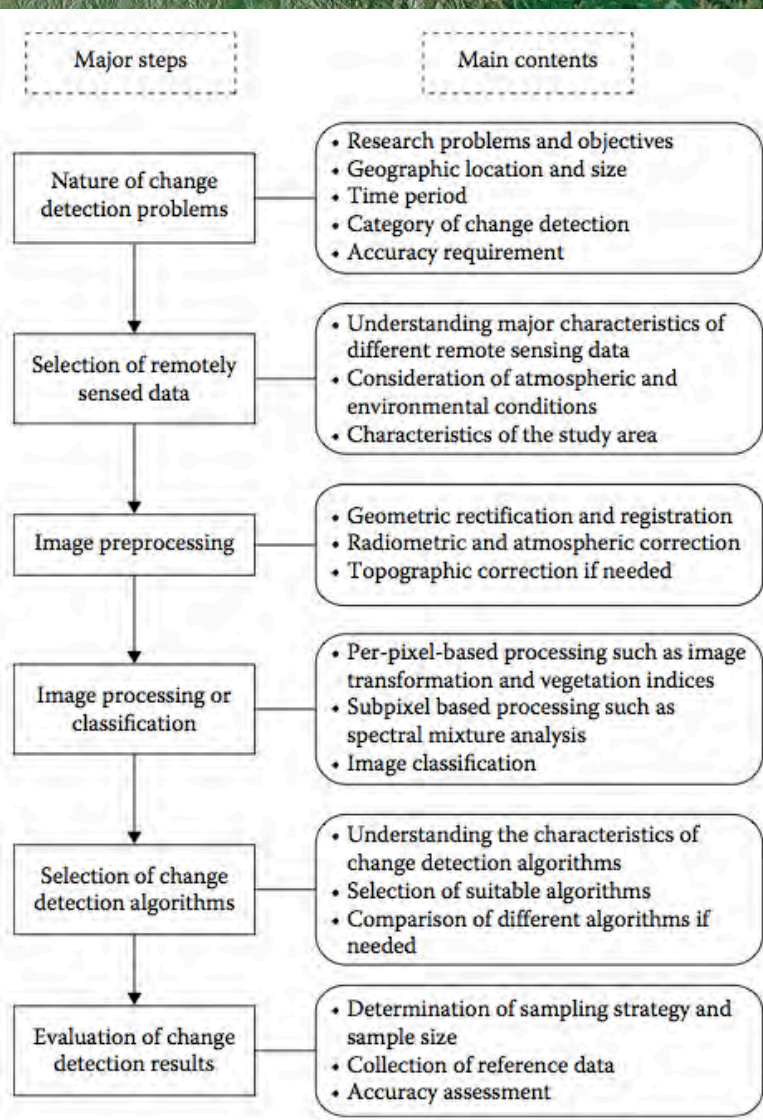 Major steps
Main contents
Nature of change
detection problems
• Research problems and objectives
• Geographic location and size
• Time period
• Category of change detection
• Accuracy requirement
Selection of remotely
sensed data
• Understanding major characteristics of
different remote sensing data
• Consideration of atmospheric and
environmental conditions
• Characteristics of the study area
Image preprocessing
• Geometric rectification and registration
• Radiometric and atmospheric correction
• Topographic correction if needed
Image processing or
classification
• Per-pixel-based processing such as image
transformation and vegetation indices
• Subpixel based processing such as
spectral mixture analysis
• Image classification
Selection of change
detection algorithms
• Understanding the characteristics of
change detection algorithms
• Selection of suitable algorithms
• Comparison of different algorithms if
needed
Evaluation of change
detection results
• Determination of sampling strategy and
sample size
• Collection of reference data
• Accuracy assessment